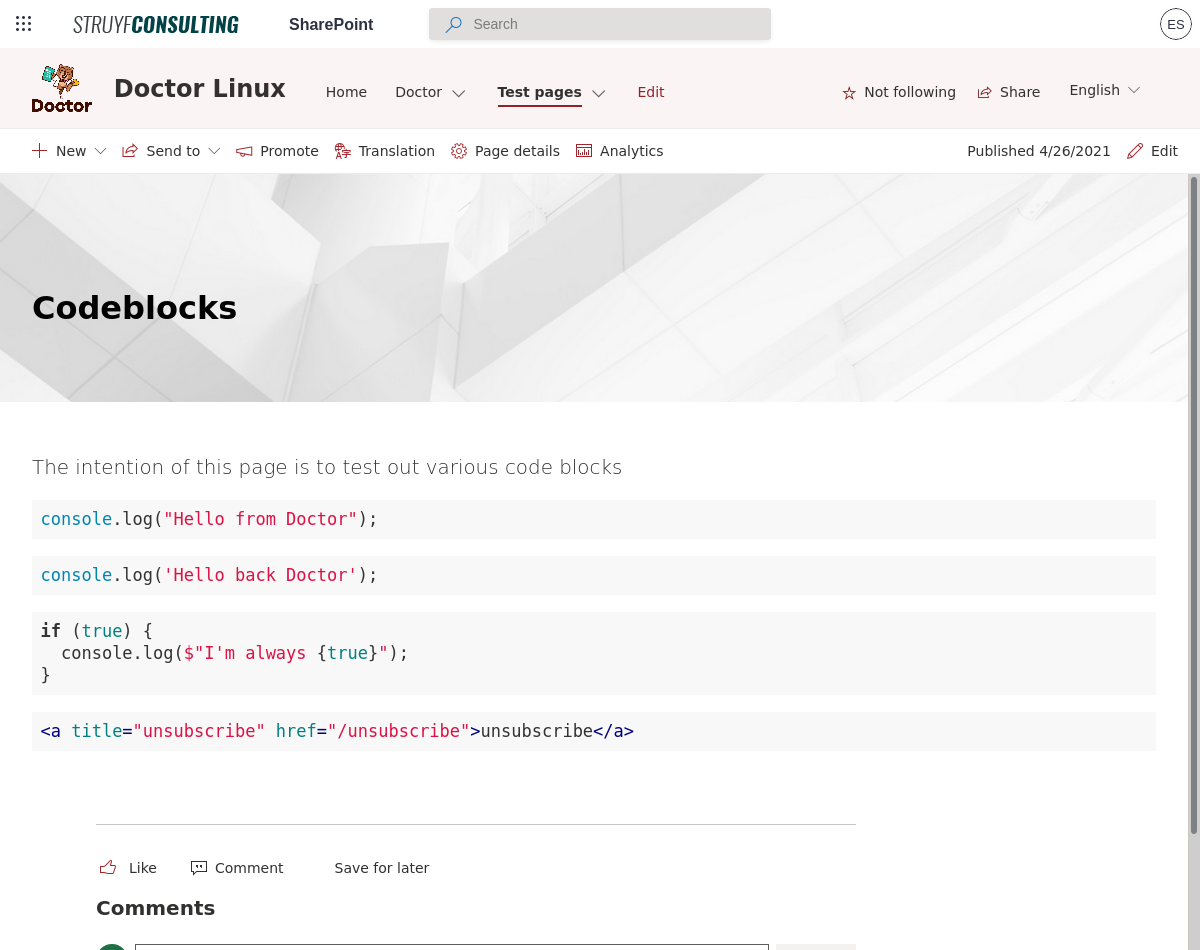 STRUYFCONSULTING SharePoint Search ES
Doctor Doctor Linux Home Doctor Test pages Edit Not following Share English
New Send to Promote Translation Page details Analytics Published 4/26/2021 Edit
Codeblocks
The intention of this page is to test out various code blocks
console.log("Hello from Doctor");
console.log('Hello back Doctor');
if (true) {
  console.log($"I'm always {true}");
}
<a title="unsubscribe" href="/unsubscribe">unsubscribe</a>
Like Comment Save for later
Comments